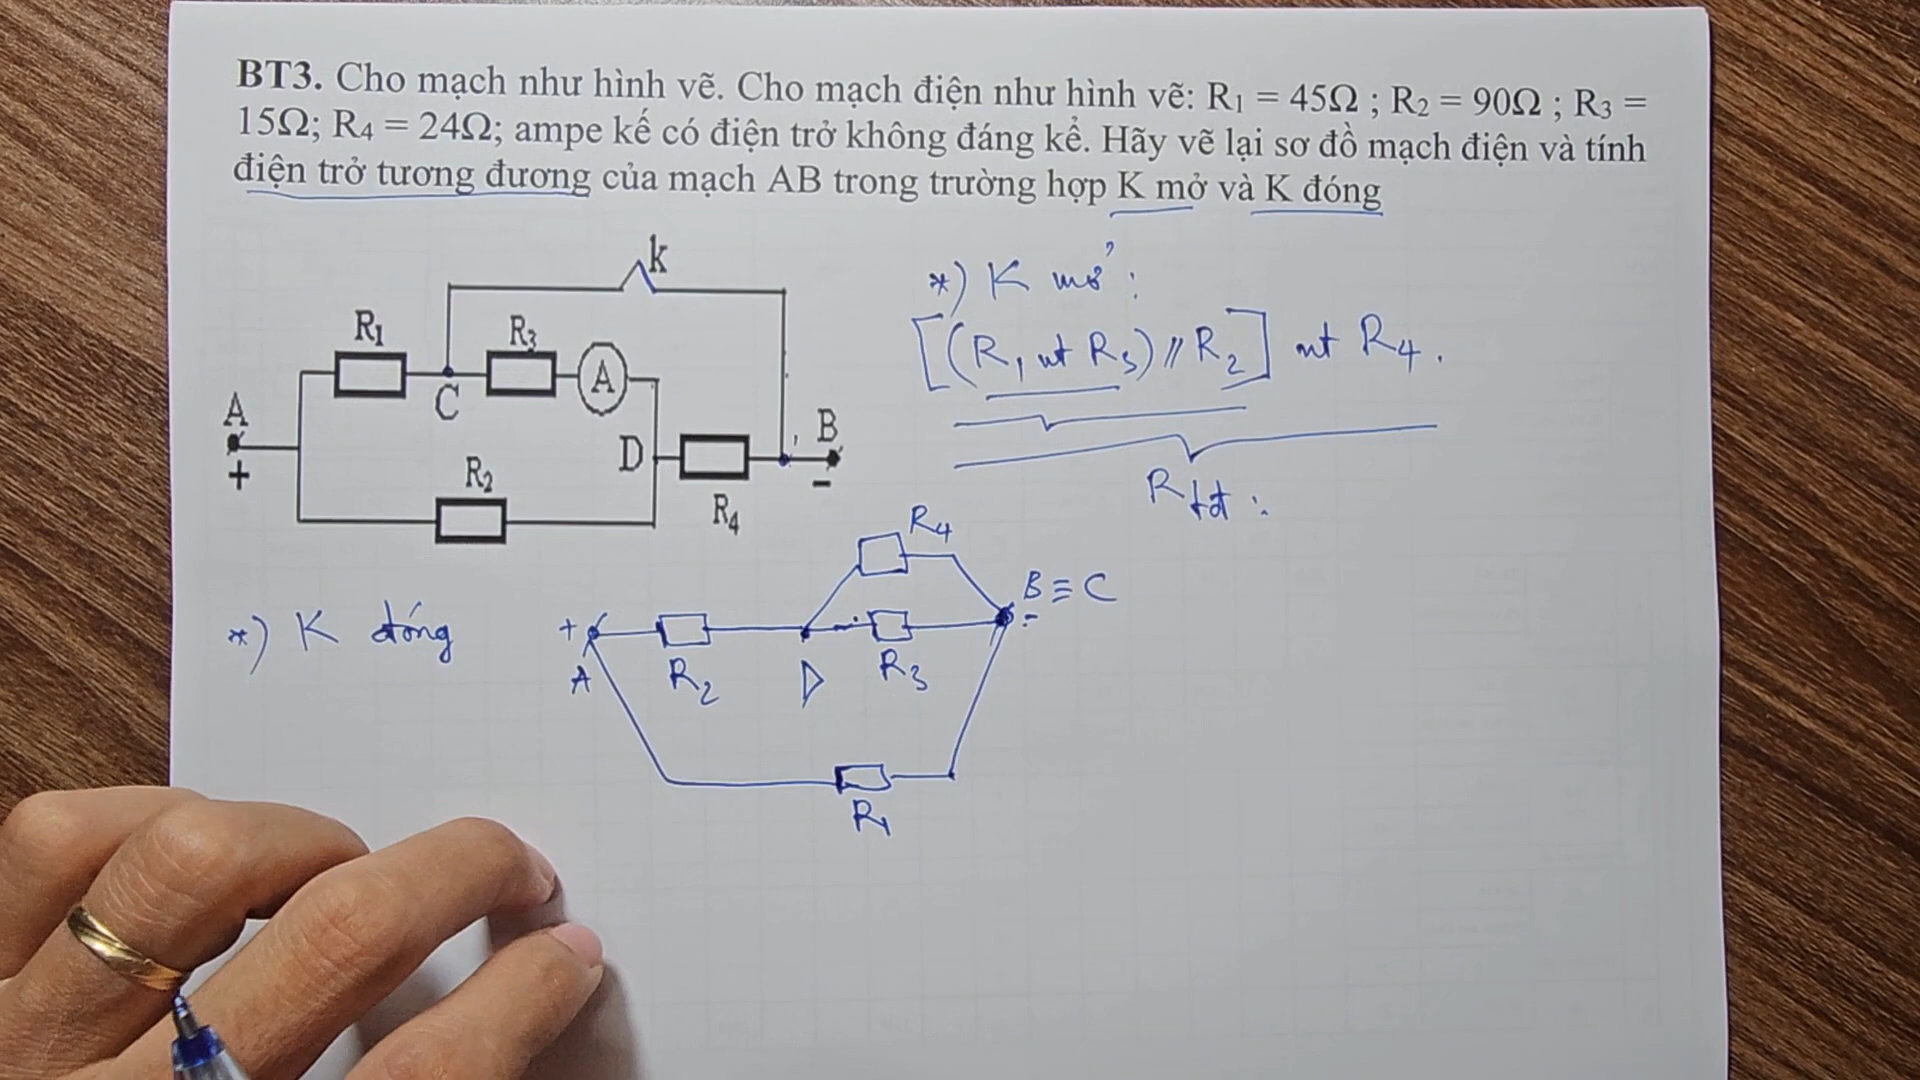 BT3. Cho mạch như hình vẽ. Cho mạch điện như hình vẽ: R1 = 45Ω ; R2 = 90Ω ; R3 =
15Ω; R4 = 24Ω; ampe kế có điện trở không đáng kể. Hãy vẽ lại sơ đồ mạch điện và tính
điện trở tương đương của mạch AB trong trường hợp K mở và K đóng
k
R1
R3
A
C
A
+
D
B
-
R2
R4
*) K mở :
[(R1 nt R3) // R2] nt R4 .
Rtđ :
*) K đóng
R4
B ≡ C
-
+
A
R2
D
R3
R1